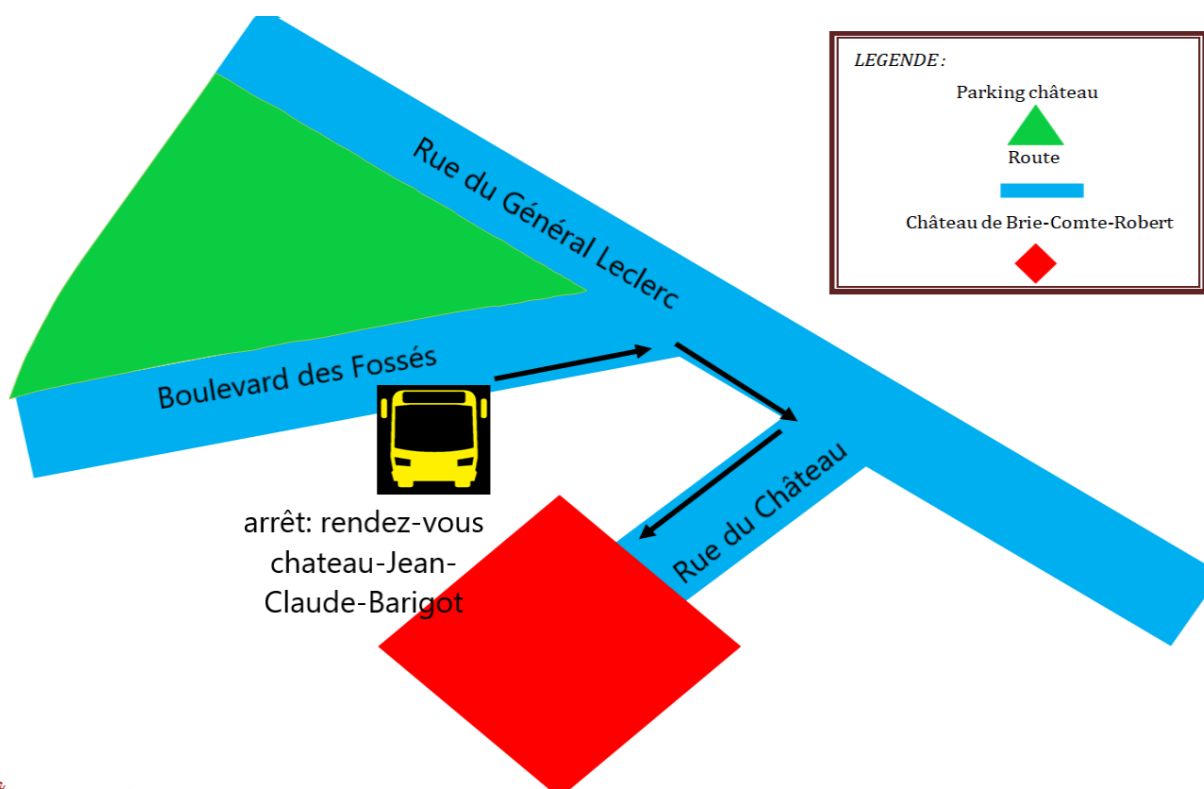 LEGENDE :
Parking château
Route
Château de Brie-Comte-Robert
Rue du Général Leclerc
Boulevard des Fossés
Rue du Château
arrêt: rendez-vous
chateau-Jean-
Claude-Barigot